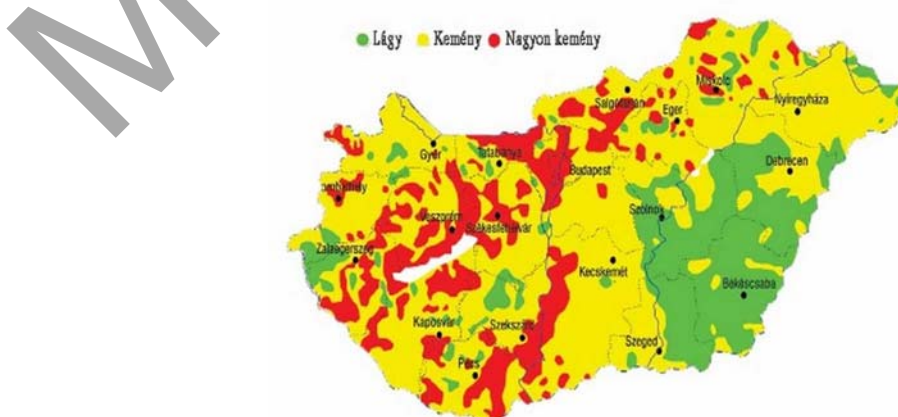 M
Lágy Kemény Nagyon kemény
Miskolc
Salgótarján
Nyíregyháza
Eger
Győr
Tatabánya
Debrecen
Budapest
Szolnok
Veszprém
Székesfehérvár
Zalaegerszeg
Kecskemét
Békéscsaba
Kaposvár
Szekszárd
Szeged
Pécs